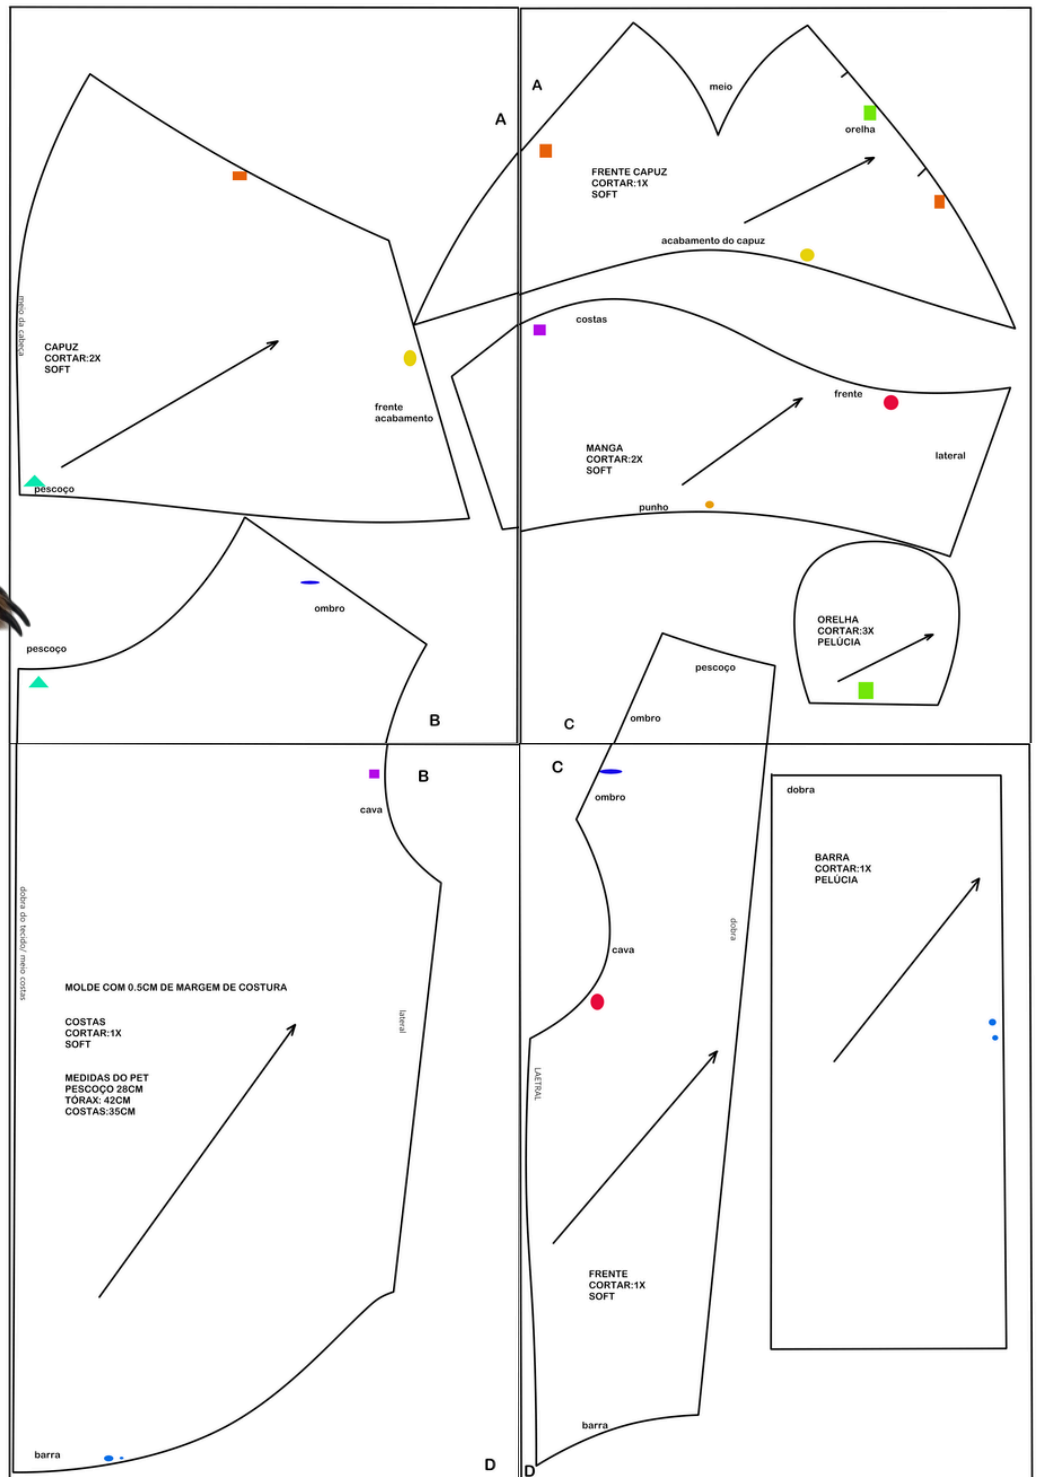 A
meio da cabeça
CAPUZ
CORTAR:2X
SOFT
frente
acabamento
pescoço
A
meio
orelha
FRENTE CAPUZ
CORTAR:1X
SOFT
acabamento do capuz
costas
frente
MANGA
CORTAR:2X
SOFT
lateral
punho
ombro
pescoço
B
ORELHA
CORTAR:3X
PELÚCIA
pescoço
ombro
C
B
cava
dobra do tecido/ meio costas
MOLDE COM 0.5CM DE MARGEM DE COSTURA
COSTAS
CORTAR:1X
SOFT
lateral
MEDIDAS DO PET
PESCOÇO 28CM
TÓRAX: 42CM
COSTAS:35CM
barra
D
C
ombro
dobra
cava
LAETRAL
FRENTE
CORTAR:1X
SOFT
barra
D
dobra
BARRA
CORTAR:1X
PELÚCIA